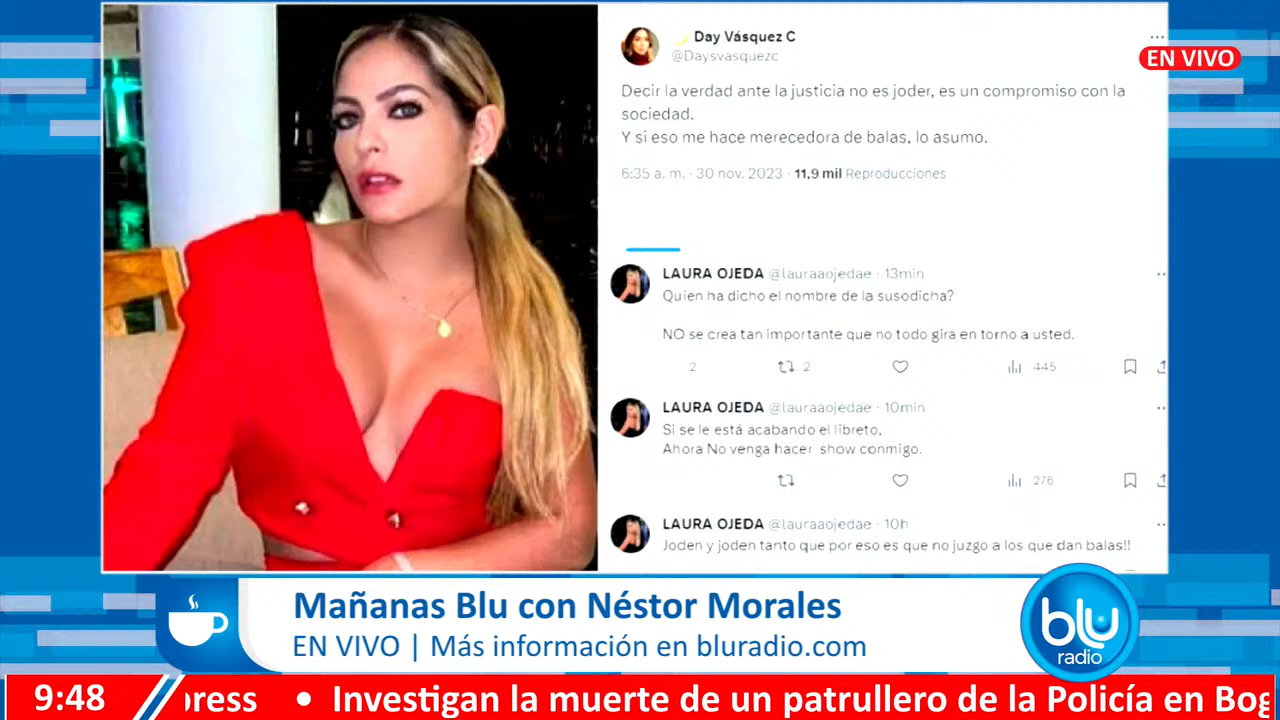 Day Vásquez C
@Daysvasquezc
EN VIVO
Decir la verdad ante la justicia no es joder, es un compromiso con la
sociedad.
Y si eso me hace merecedora de balas, lo asumo.
6:35 a. m. · 30 nov. 2023 · 11,9 mil Reproducciones
LAURA OJEDA @lauraaojedae · 13min
Quien ha dicho el nombre de la susodicha?
NO se crea tan importante que no todo gira en torno a usted.
2 2 445
LAURA OJEDA @lauraaojedae · 10min
Si se le está acabando el libreto,
Ahora No venga hacer show conmigo.
276
LAURA OJEDA @lauraaojedae · 10h
Joden y joden tanto que por eso es que no juzgo a los que dan balas!!
Mañanas Blu con Néstor Morales
EN VIVO | Más información en bluradio.com
blu
radio
9:48 press • Investigan la muerte de un patrullero de la Policía en Bog